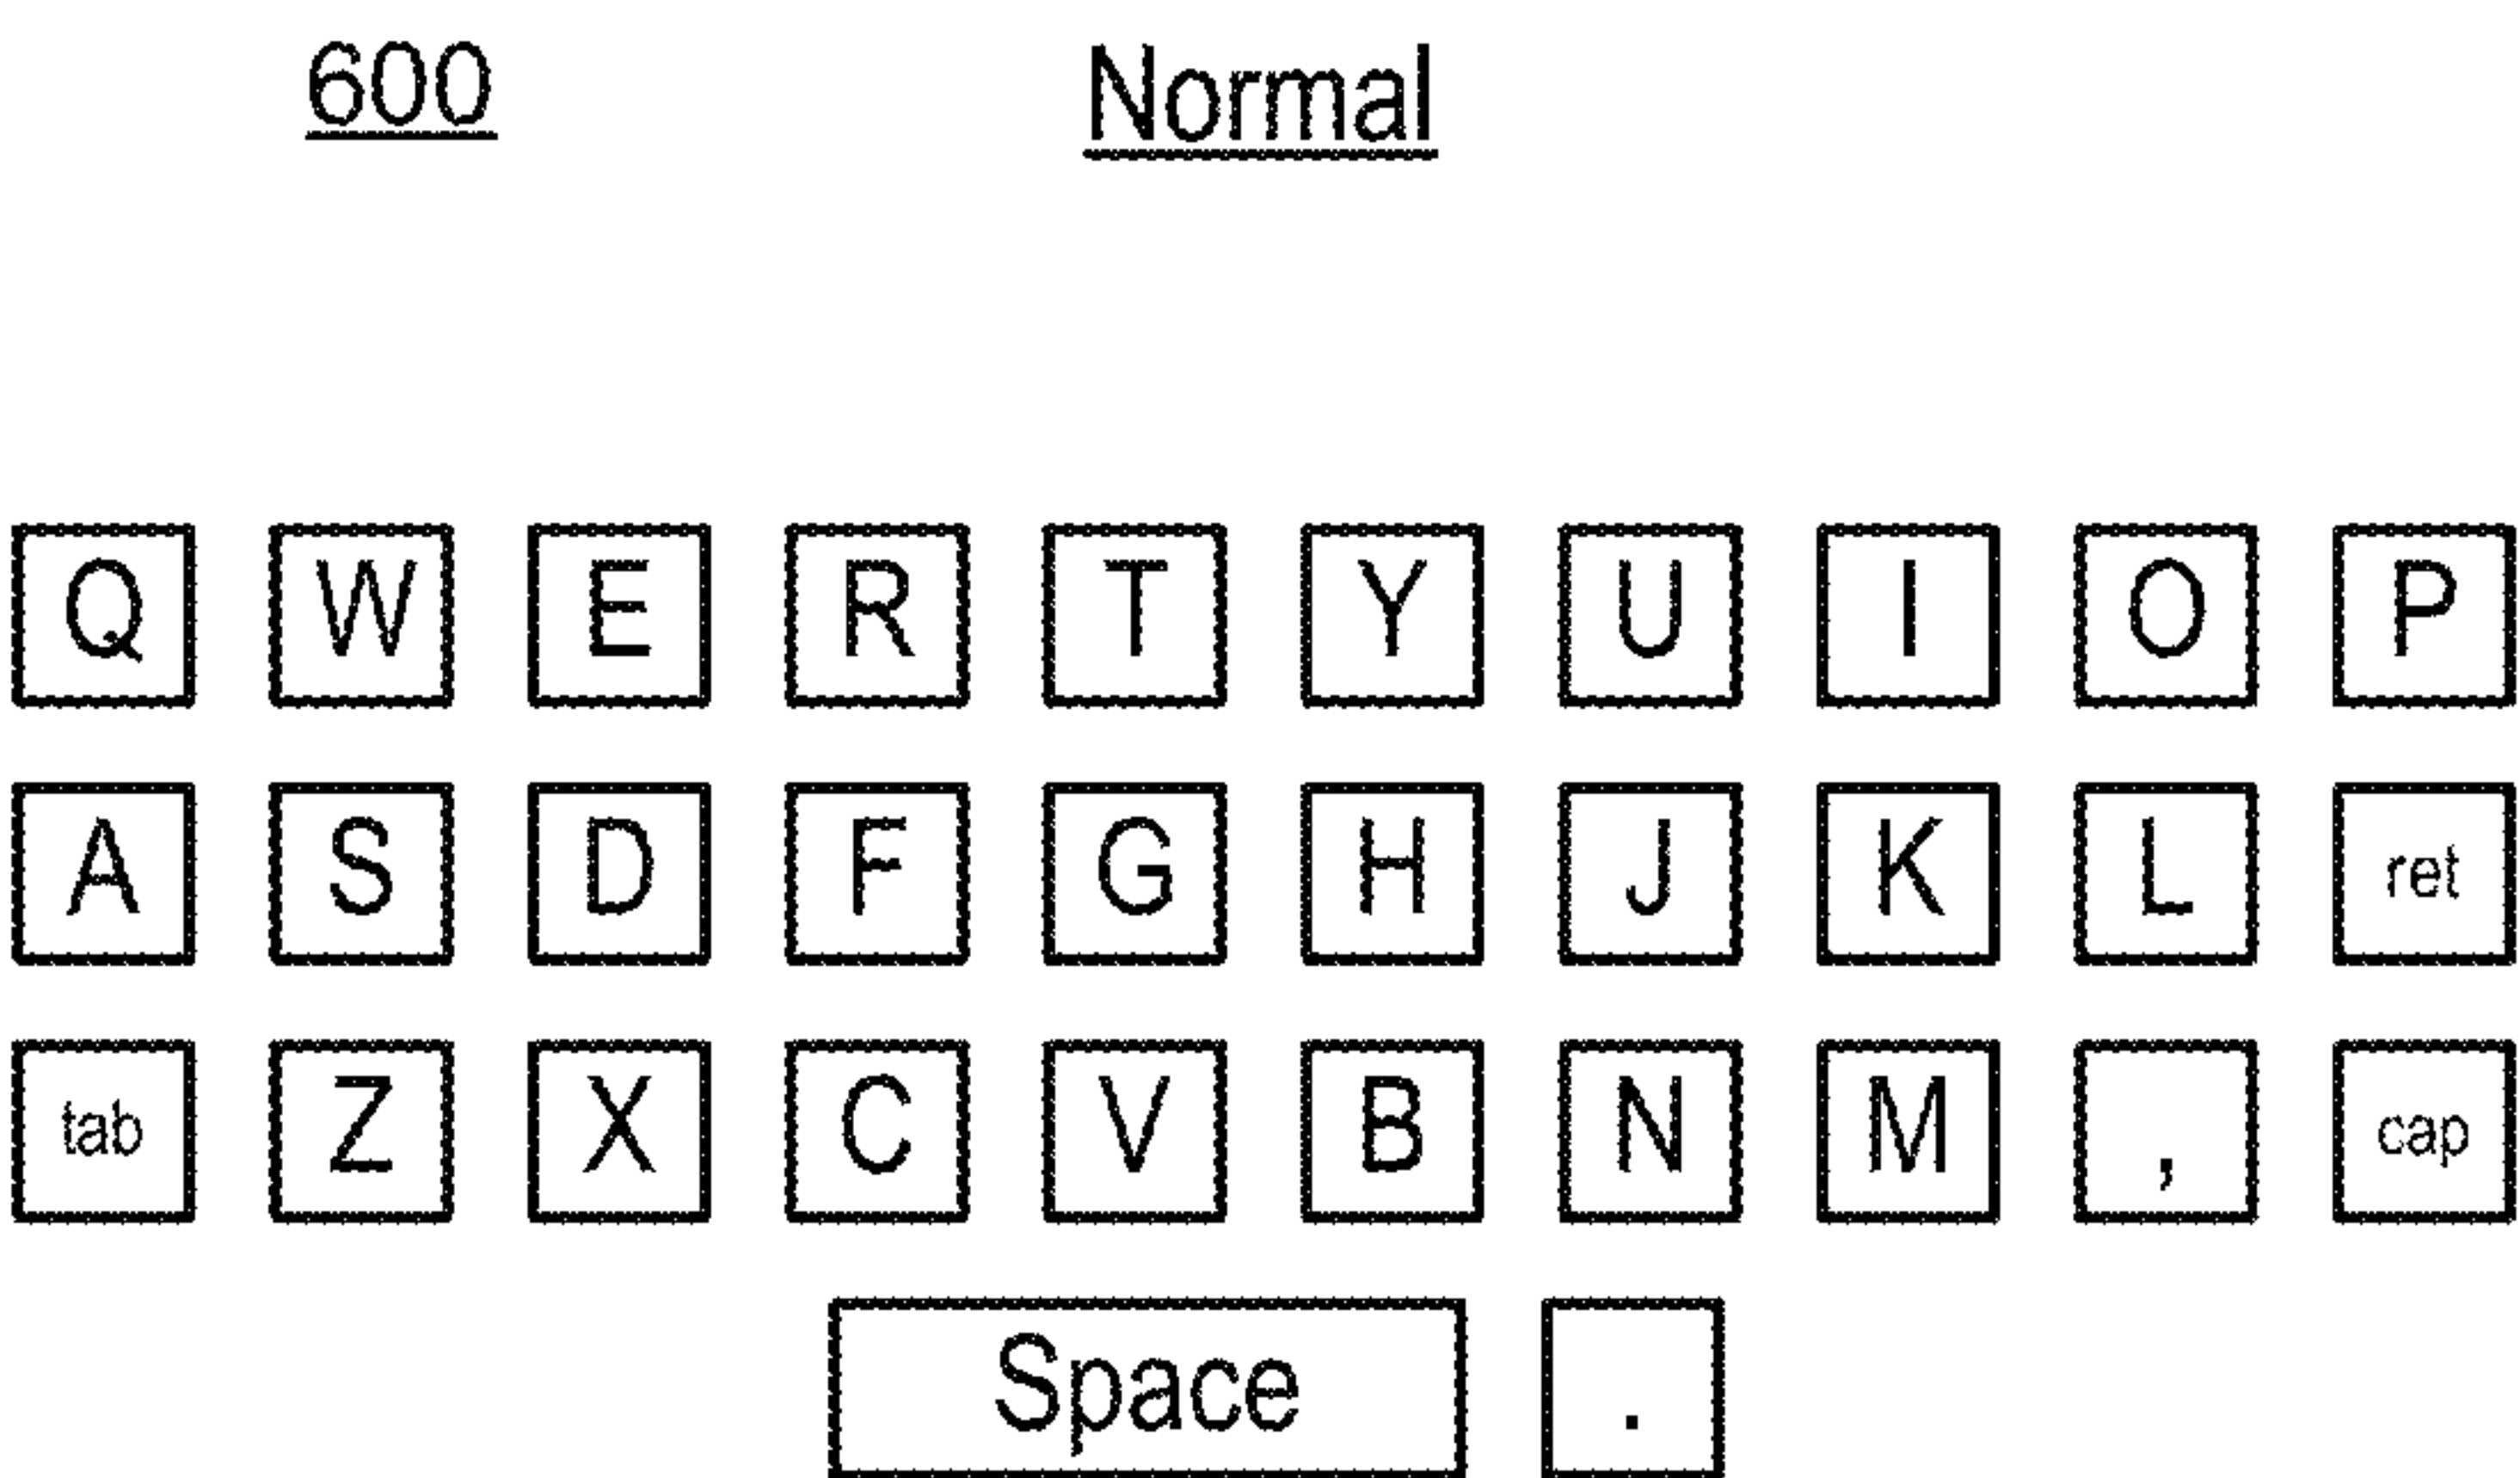 600 Normal
Q W E R T Y U I O P
A S D F G H J K L ret
tab Z X C V B N M , cap
Space .